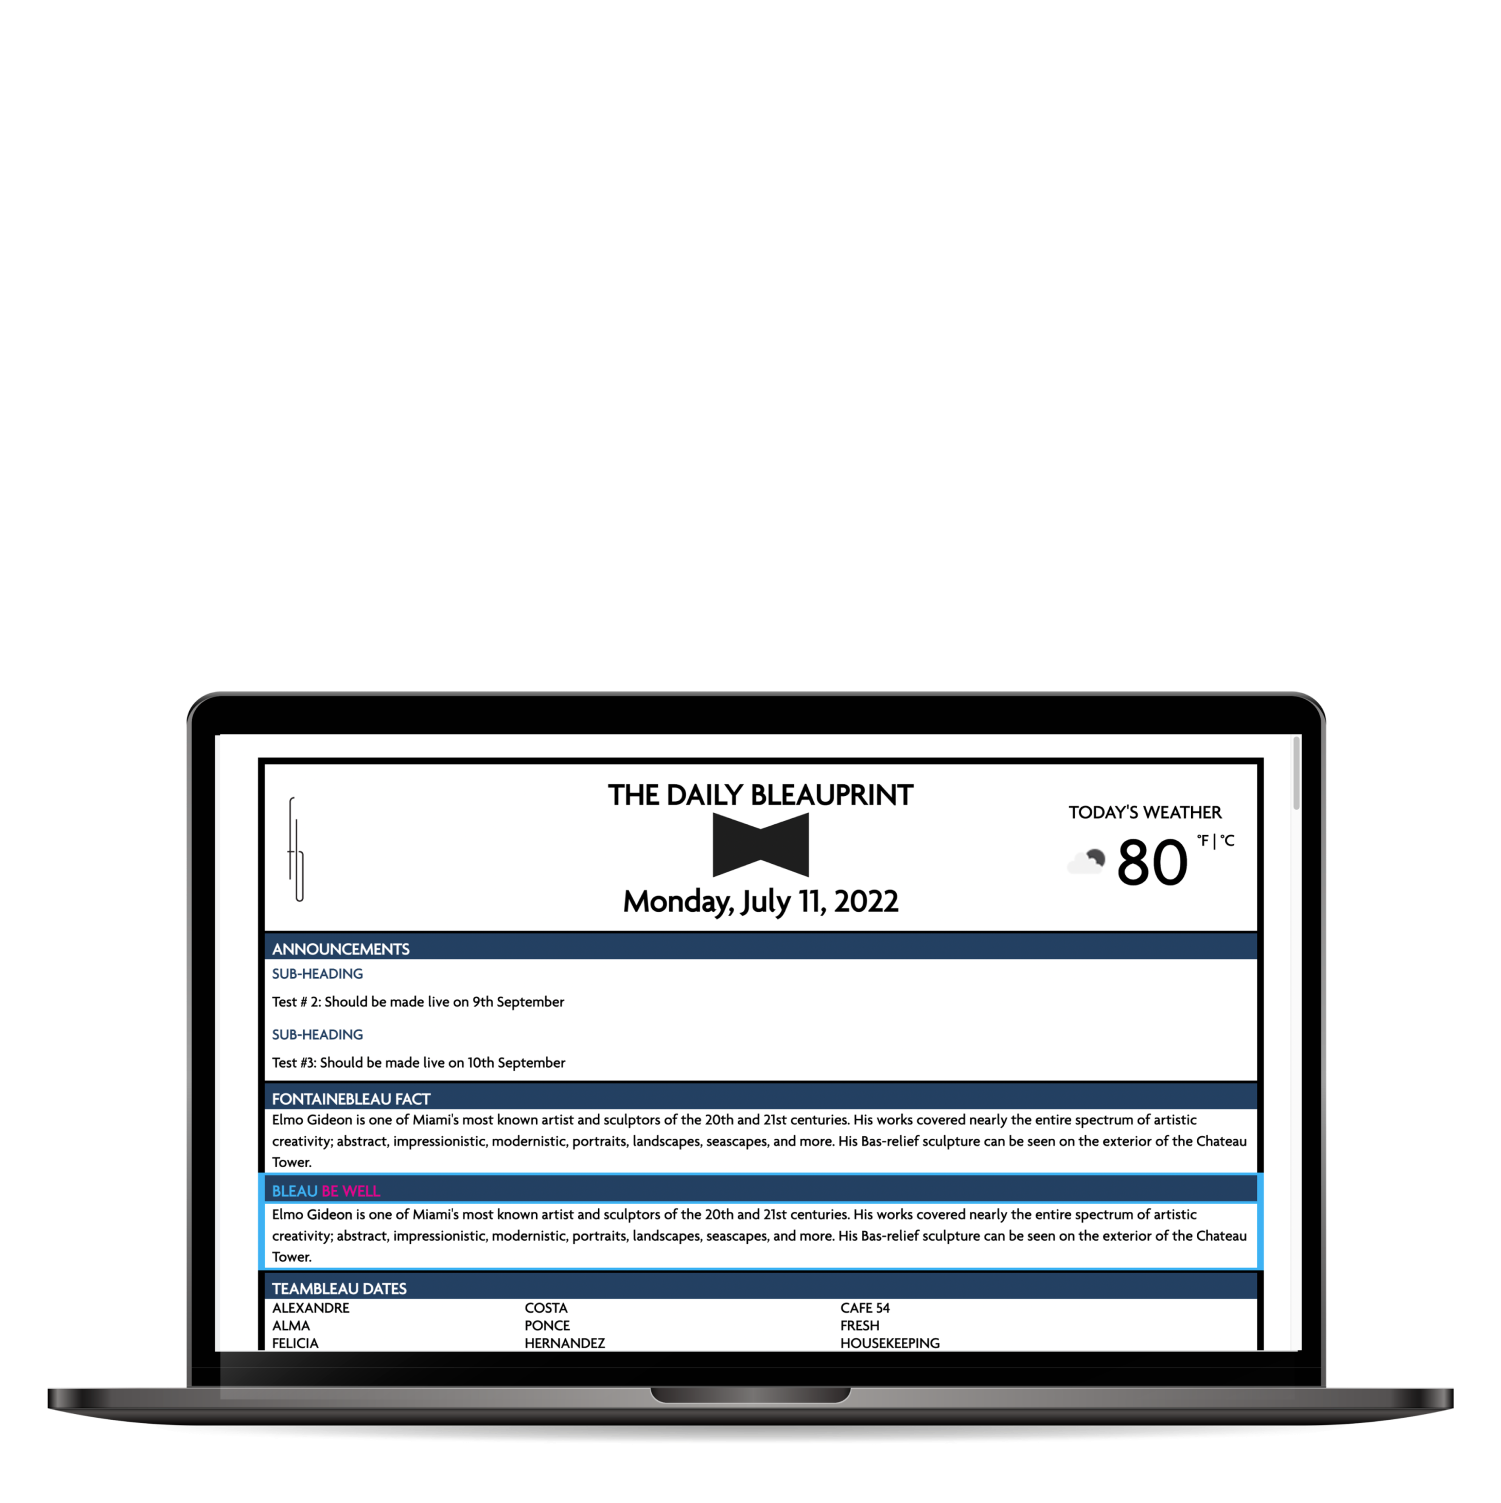 fb
THE DAILY BLEAUPRINT
Monday, July 11, 2022
TODAY'S WEATHER
80 °F | °C
ANNOUNCEMENTS
SUB-HEADING
Test # 2: Should be made live on 9th September
SUB-HEADING
Test #3: Should be made live on 10th September
FONTAINEBLEAU FACT
Elmo Gideon is one of Miami's most known artist and sculptors of the 20th and 21st centuries. His works covered nearly the entire spectrum of artistic
creativity; abstract, impressionistic, modernistic, portraits, landscapes, seascapes, and more. His Bas-relief sculpture can be seen on the exterior of the Chateau
Tower.
BLEAU BE WELL
Elmo Gideon is one of Miami's most known artist and sculptors of the 20th and 21st centuries. His works covered nearly the entire spectrum of artistic
creativity; abstract, impressionistic, modernistic, portraits, landscapes, seascapes, and more. His Bas-relief sculpture can be seen on the exterior of the Chateau
Tower.
TEAMBLEAU DATES
ALEXANDRE COSTA CAFE 54
ALMA PONCE FRESH
FELICIA HERNANDEZ HOUSEKEEPING